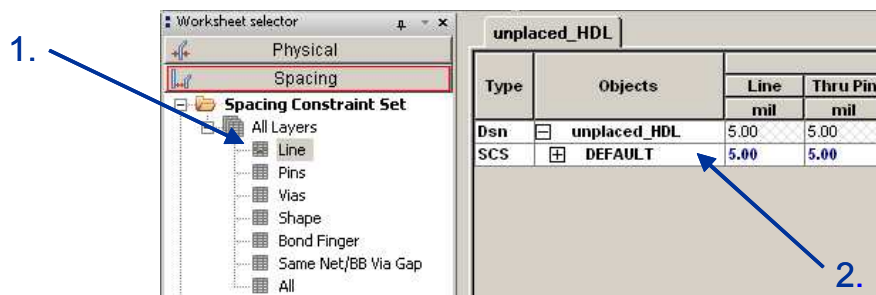 1.
Worksheet selector
Physical
Spacing
Spacing Constraint Set
All Layers
Line
Pins
Vias
Shape
Bond Finger
Same Net/BB Via Gap
All
unplaced_HDL
Type Objects Line Thru Pin
mil mil
Dsn unplaced_HDL 5.00 5.00
SCS DEFAULT 5.00 5.00
2.